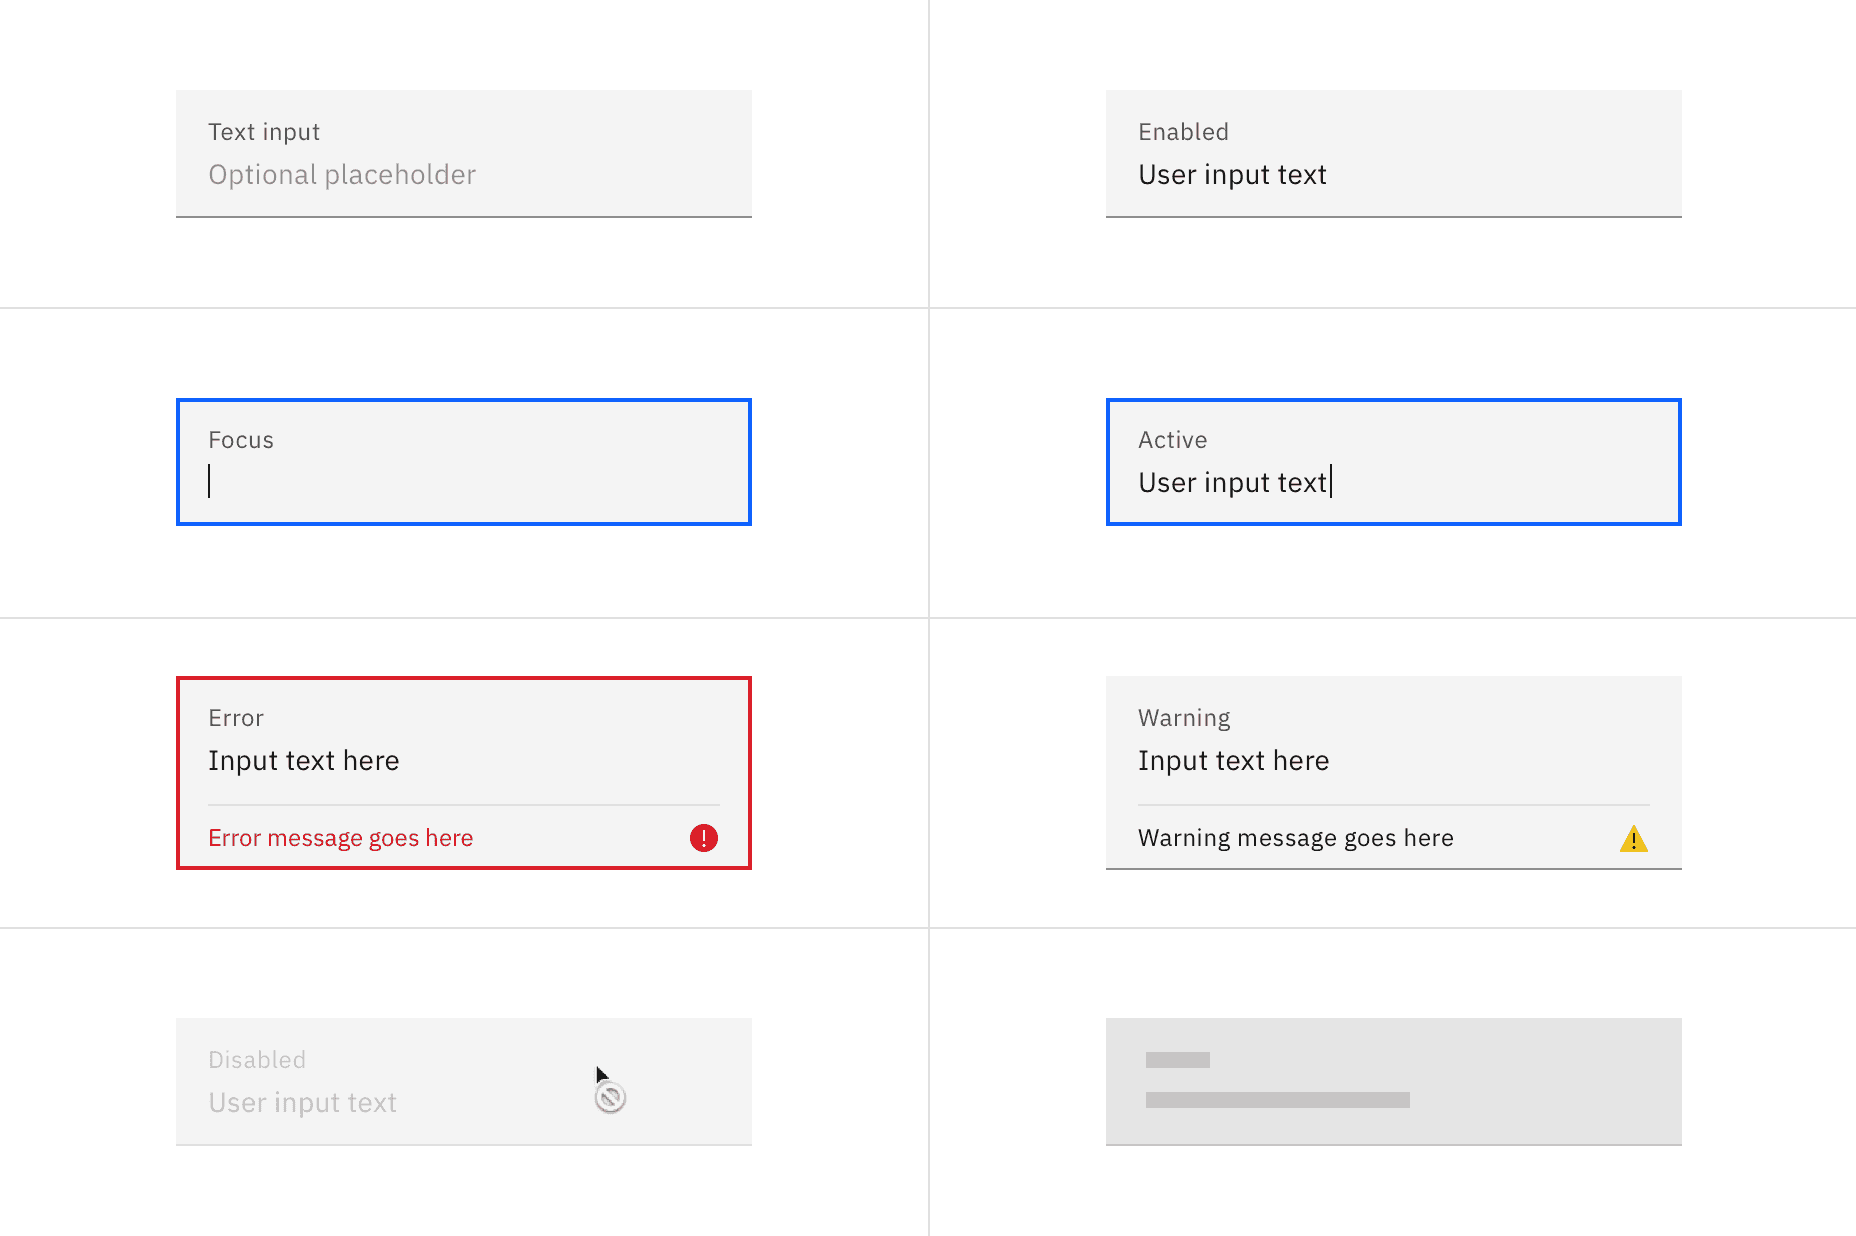 Text input
Optional placeholder
Enabled
User input text
Focus
Active
User input text
Error
Input text here
Error message goes here
Warning
Input text here
Warning message goes here
Disabled
User input text